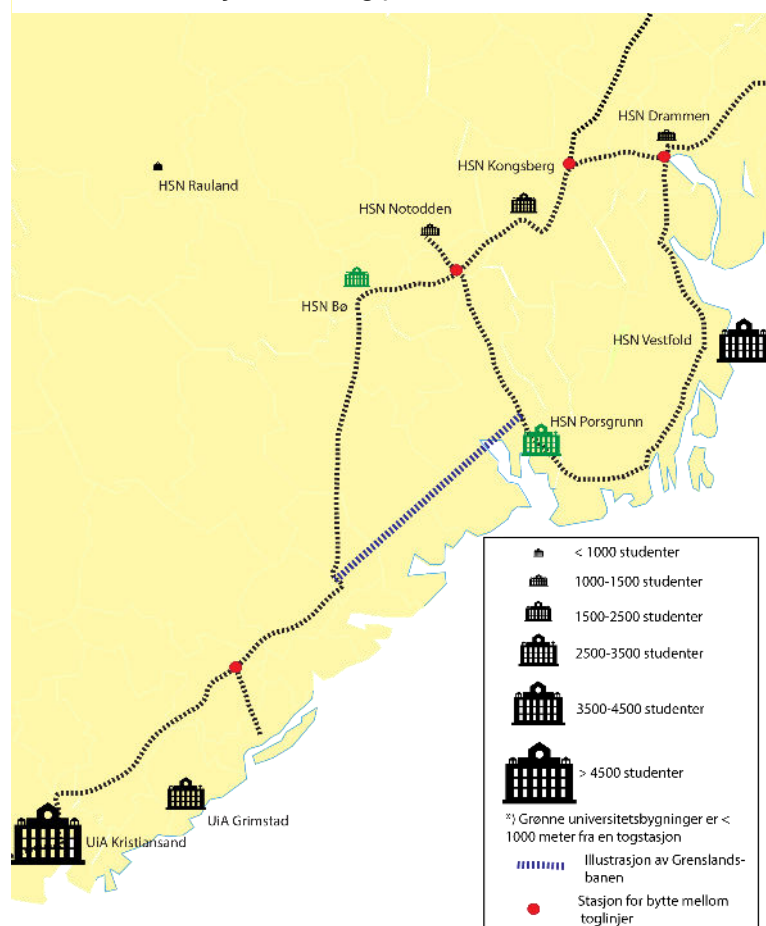 HSN Drammen
HSN Kongsberg
HSN Rauland
HSN Notodden
HSN Bø
HSN Vestfold
HSN Porsgrunn
UiA Grimstad
UiA Kristiansand
< 1000 studenter
1000-1500 studenter
1500-2500 studenter
2500-3500 studenter
3500-4500 studenter
> 4500 studenter
*) Grønne universitetsbygninger er <
1000 meter fra en togstasjon
Illustrasjon av Grenslands-
banen
Stasjon for bytte mellom
toglinjer